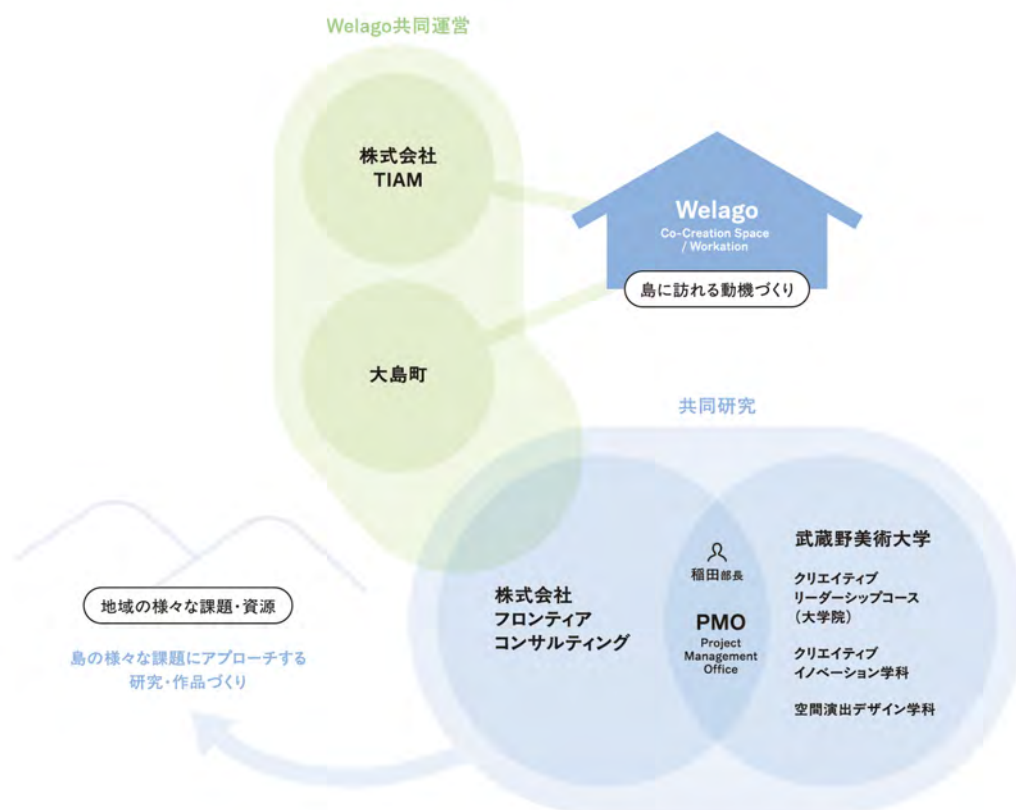 Welago共同運営
株式会社
TIAM
Welago
Co-Creation Space
/ Workation
島に訪れる動機づくり
大島町
共同研究
株式会社
フロンティア
コンサルティング
稲田部長
PMO
Project
Management
Office
武蔵野美術大学
クリエイティブ
リーダーシップコース
(大学院)
クリエイティブ
イノベーション学科
空間演出デザイン学科
地域の様々な課題・資源
島の様々な課題にアプローチする
研究・作品づくり